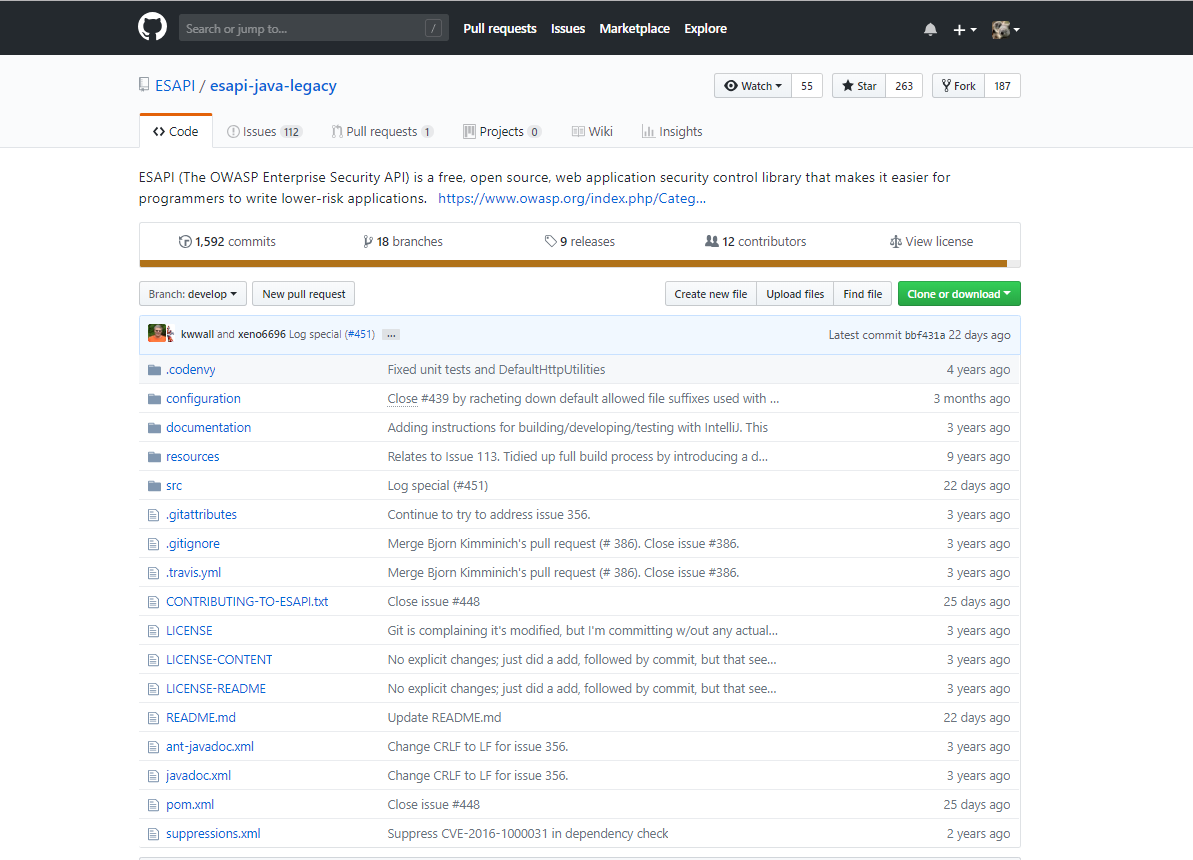 Search or jump to... /
Pull requests Issues Marketplace Explore
ESAPI / esapi-java-legacy
Watch 55 Star 263 Fork 187
Code Issues 112 Pull requests 1 Projects 0 Wiki Insights
ESAPI (The OWASP Enterprise Security API) is a free, open source, web application security control library that makes it easier for
programmers to write lower-risk applications. https://www.owasp.org/index.php/Categ...
1,592 commits 18 branches 9 releases 12 contributors View license
Branch: develop New pull request Create new file Upload files Find file Clone or download
kwwall and xeno6696 Log special (#451) ... Latest commit bbf431a 22 days ago
.codenvy Fixed unit tests and DefaultHttpUtilities 4 years ago
configuration Close #439 by racheting down default allowed file suffixes used with ... 3 months ago
documentation Adding instructions for building/developing/testing with IntelliJ. This 3 years ago
resources Relates to Issue 113. Tidied up full build process by introducing a d... 9 years ago
src Log special (#451) 22 days ago
.gitattributes Continue to try to address issue 356. 3 years ago
.gitignore Merge Bjorn Kimminich's pull request (# 386). Close issue #386. 3 years ago
.travis.yml Merge Bjorn Kimminich's pull request (# 386). Close issue #386. 3 years ago
CONTRIBUTING-TO-ESAPI.txt Close issue #448 25 days ago
LICENSE Git is complaining it's modified, but I'm committing w/out any actual... 3 years ago
LICENSE-CONTENT No explicit changes; just did a add, followed by commit, but that see... 3 years ago
LICENSE-README No explicit changes; just did a add, followed by commit, but that see... 3 years ago
README.md Update README.md 22 days ago
ant-javadoc.xml Change CRLF to LF for issue 356. 3 years ago
javadoc.xml Change CRLF to LF for issue 356. 3 years ago
pom.xml Close issue #448 25 days ago
suppressions.xml Suppress CVE-2016-1000031 in dependency check 2 years ago